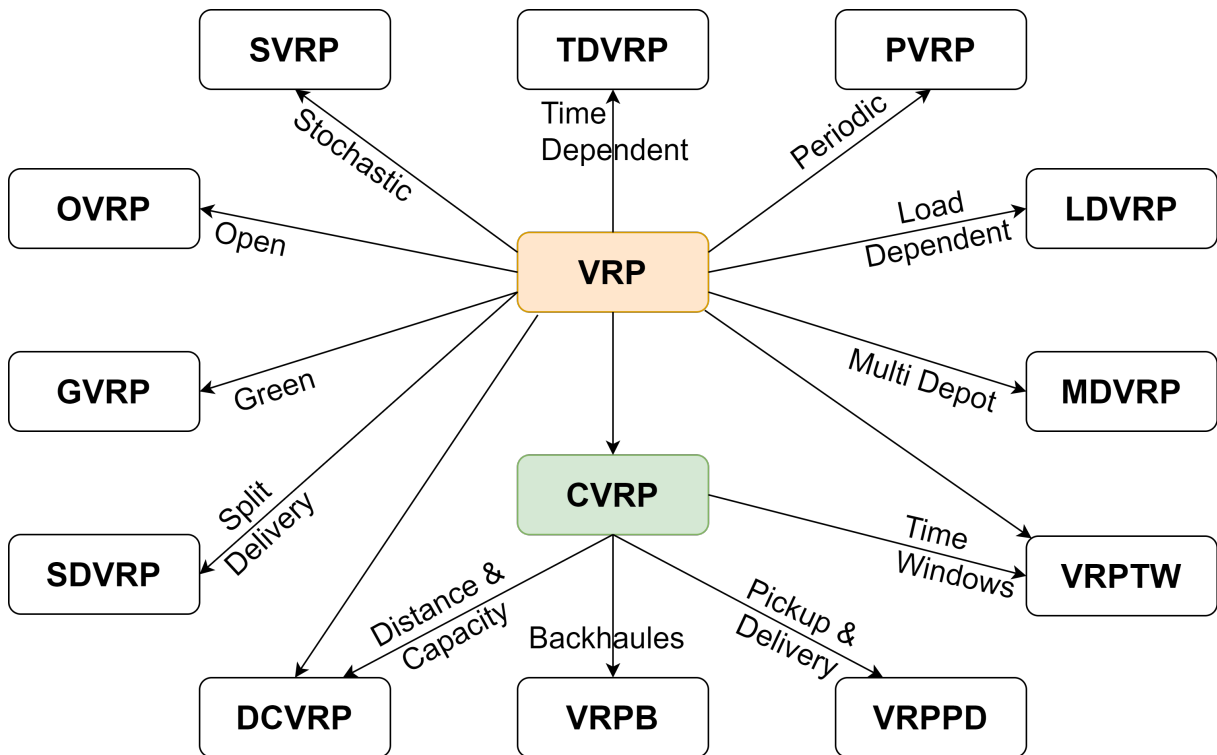 SVRP
TDVRP
PVRP
Stochastic
Time
Dependent
Periodic
OVRP
Open
Load
Dependent
LDVRP
VRP
GVRP
Green
Multi Depot
MDVRP
CVRP
Split
Delivery
Time
Windows
SDVRP
VRPTW
Distance &
Capacity
Backhaules
Pickup &
Delivery
DCVRP
VRPB
VRPPD